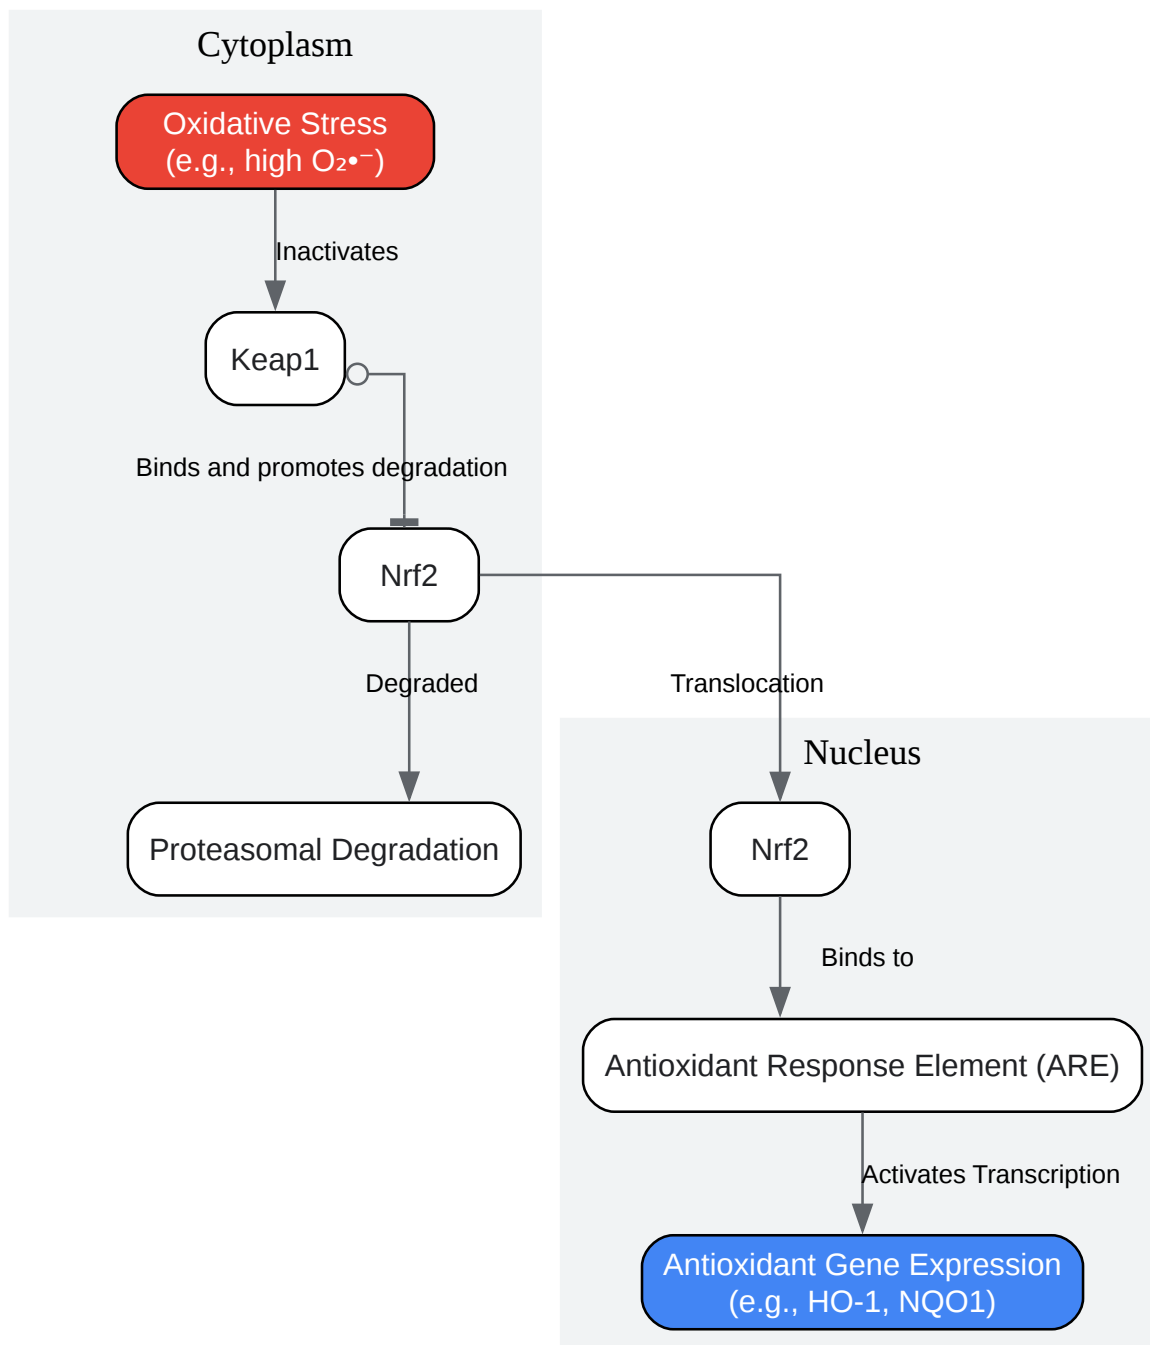 Cytoplasm
Oxidative Stress
(e.g., high O₂•⁻)
Inactivates
Keap1
Binds and promotes degradation
Nrf2
Degraded
Translocation
Nucleus
Proteasomal Degradation
Nrf2
Binds to
Antioxidant Response Element (ARE)
Activates Transcription
Antioxidant Gene Expression
(e.g., HO-1, NQO1)